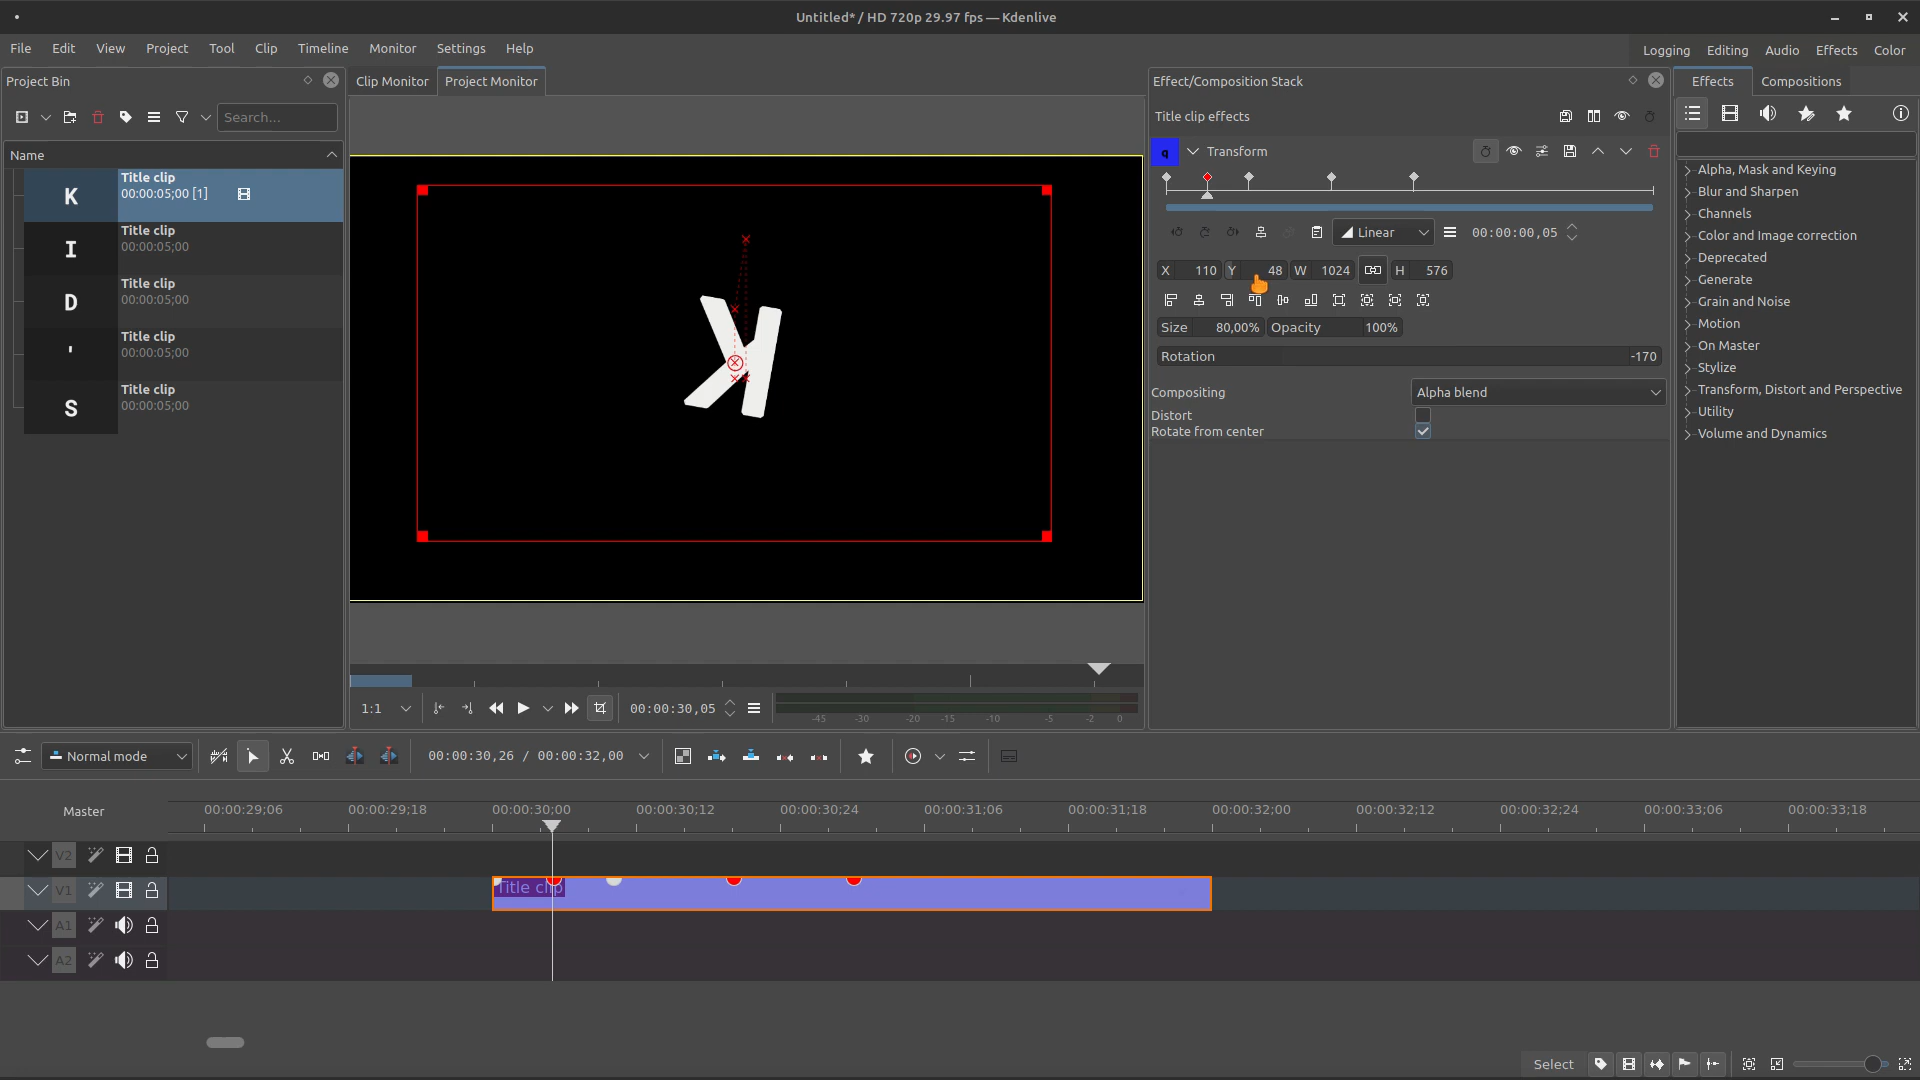 Untitled* / HD 720p 29.97 fps — Kdenlive
File Edit View Project Tool Clip Timeline Monitor Settings Help
Logging Editing Audio Effects Color
Project Bin
Clip Monitor Project Monitor
Effect/Composition Stack
Effects Compositions
Search...
Title clip effects
Name
q Transform
K Title clip
00:00:05;00 [1]
I Title clip
00:00:05;00
D Title clip
00:00:05;00
' Title clip
00:00:05;00
S Title clip
00:00:05;00
K
Linear 00:00:00,05
X 110 Y 48 W 1024 H 576
Size 80,00% Opacity 100%
Rotation -170
Compositing Alpha blend
Distort
Rotate from center
Alpha, Mask and Keying
Blur and Sharpen
Channels
Color and Image correction
Deprecated
Generate
Grain and Noise
Motion
On Master
Stylize
Transform, Distort and Perspective
Utility
Volume and Dynamics
1:1 00:00:30,05
-45 -30 -20 -15 -10 -5 -2 0
Normal mode 00:00:30,26 / 00:00:32,00
Master 00:00:29;06 00:00:29;18 00:00:30;00 00:00:30;12 00:00:30;24 00:00:31;06 00:00:31;18 00:00:32;00 00:00:32;12 00:00:32;24 00:00:33;06 00:00:33;18
V2
V1 Title clip
A1
A2
Select